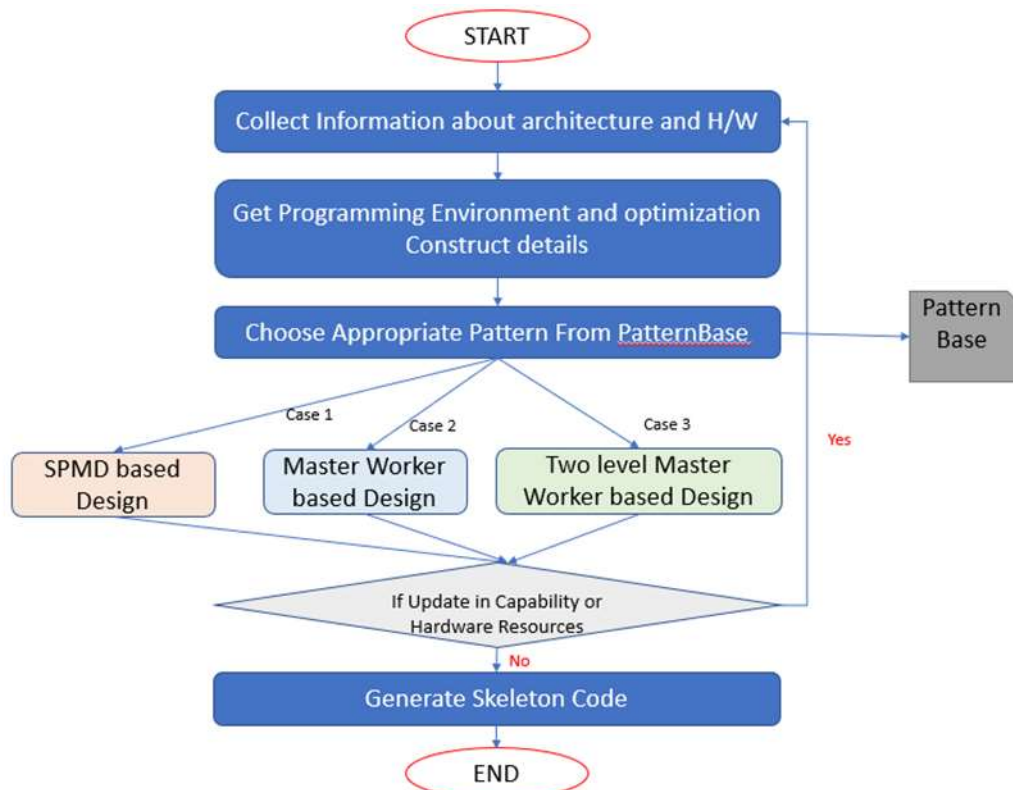 START
Collect Information about architecture and H/W
Get Programming Environment and optimization
Construct details
Choose Appropriate Pattern From PatternBase
Pattern
Base
Case 1
Case 2
Case 3
Yes
SPMD based
Design
Master Worker
based Design
Two level Master
Worker based Design
If Update in Capability or
Hardware Resources
No
Generate Skeleton Code
END